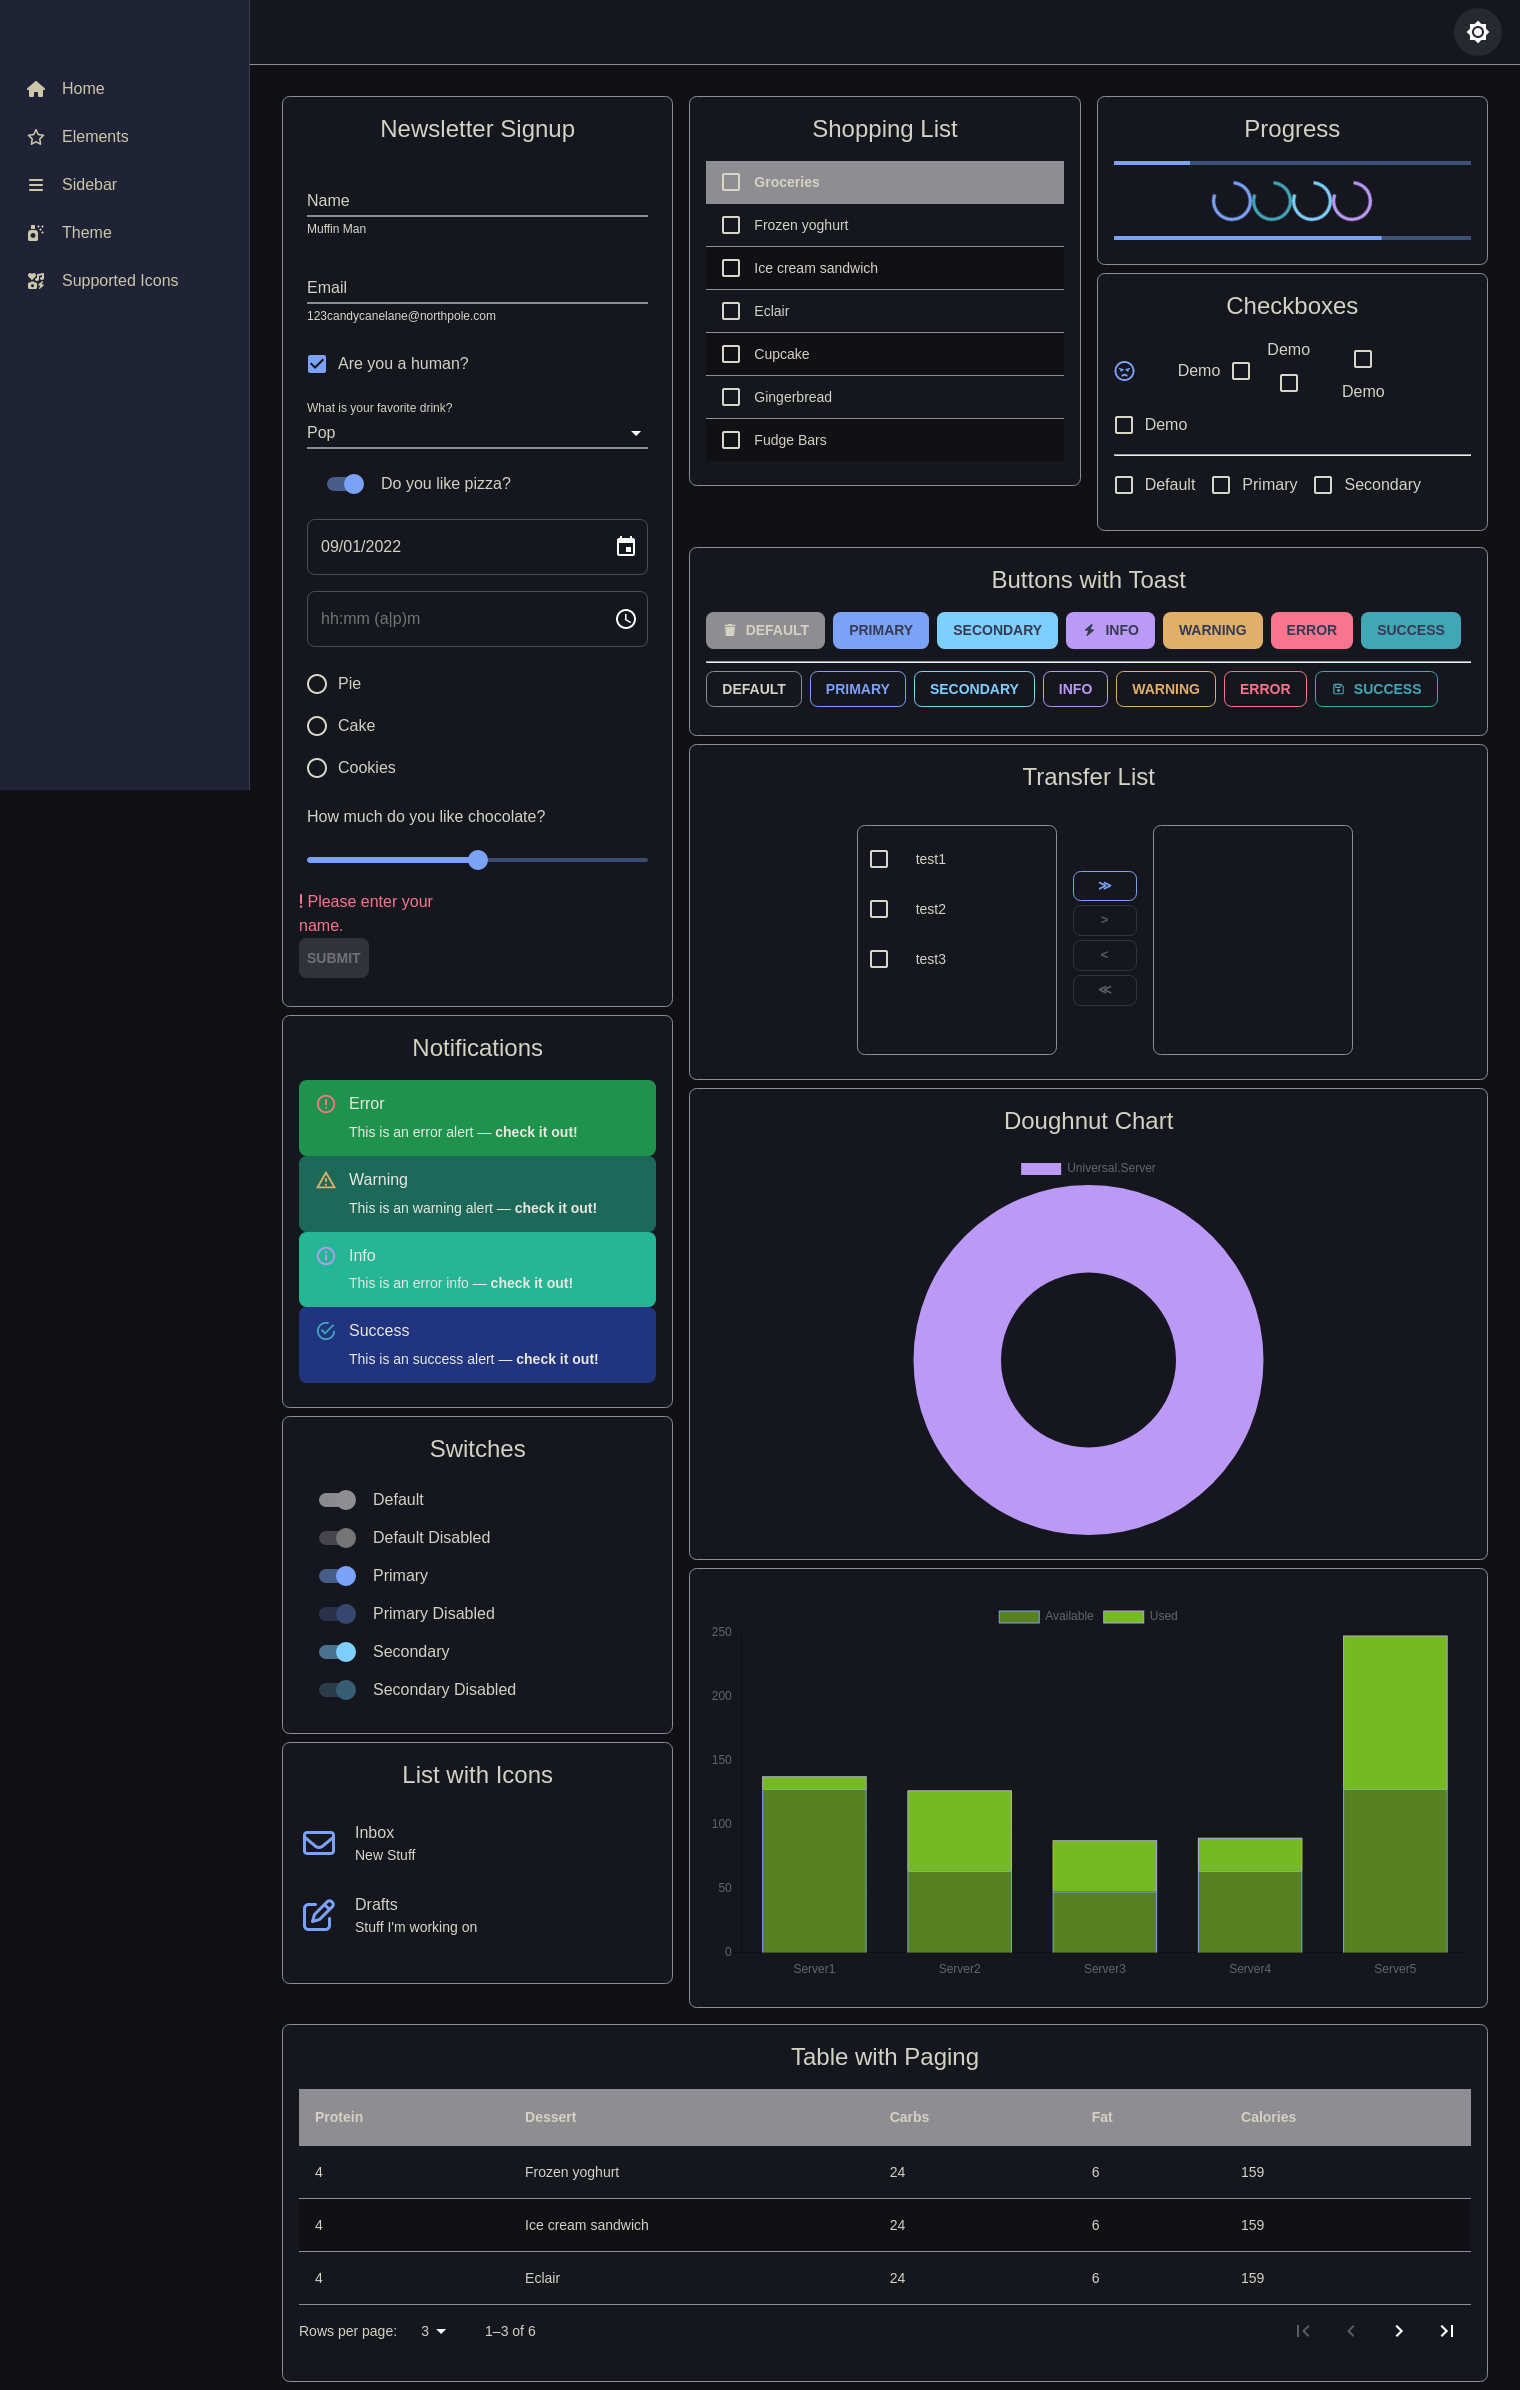 Home
Elements
Sidebar
Theme
Supported Icons
Newsletter Signup
Name
Muffin Man
Email
123candycanelane@northpole.com
Are you a human?
What is your favorite drink?
Pop
Do you like pizza?
09/01/2022
hh:mm (a|p)m
Pie
Cake
Cookies
How much do you like chocolate?
! Please enter your
name.
SUBMIT
Notifications
Error
This is an error alert — check it out!
Warning
This is an warning alert — check it out!
Info
This is an error info — check it out!
Success
This is an success alert — check it out!
Switches
Default
Default Disabled
Primary
Primary Disabled
Secondary
Secondary Disabled
List with Icons
Inbox
New Stuff
Drafts
Stuff I'm working on
Shopping List
Groceries
Frozen yoghurt
Ice cream sandwich
Eclair
Cupcake
Gingerbread
Fudge Bars
Progress
Checkboxes
Demo
Demo
Demo
Demo
Default Primary Secondary
Buttons with Toast
DEFAULT PRIMARY SECONDARY INFO WARNING ERROR SUCCESS
DEFAULT PRIMARY SECONDARY INFO WARNING ERROR SUCCESS
Transfer List
test1
test2
test3
≫
>
<
≪
Doughnut Chart
Universal.Server
Available Used
250
200
150
100
50
0
Server1 Server2 Server3 Server4 Server5
Table with Paging
Protein Dessert Carbs Fat Calories
4 Frozen yoghurt 24 6 159
4 Ice cream sandwich 24 6 159
4 Eclair 24 6 159
Rows per page: 3 1–3 of 6